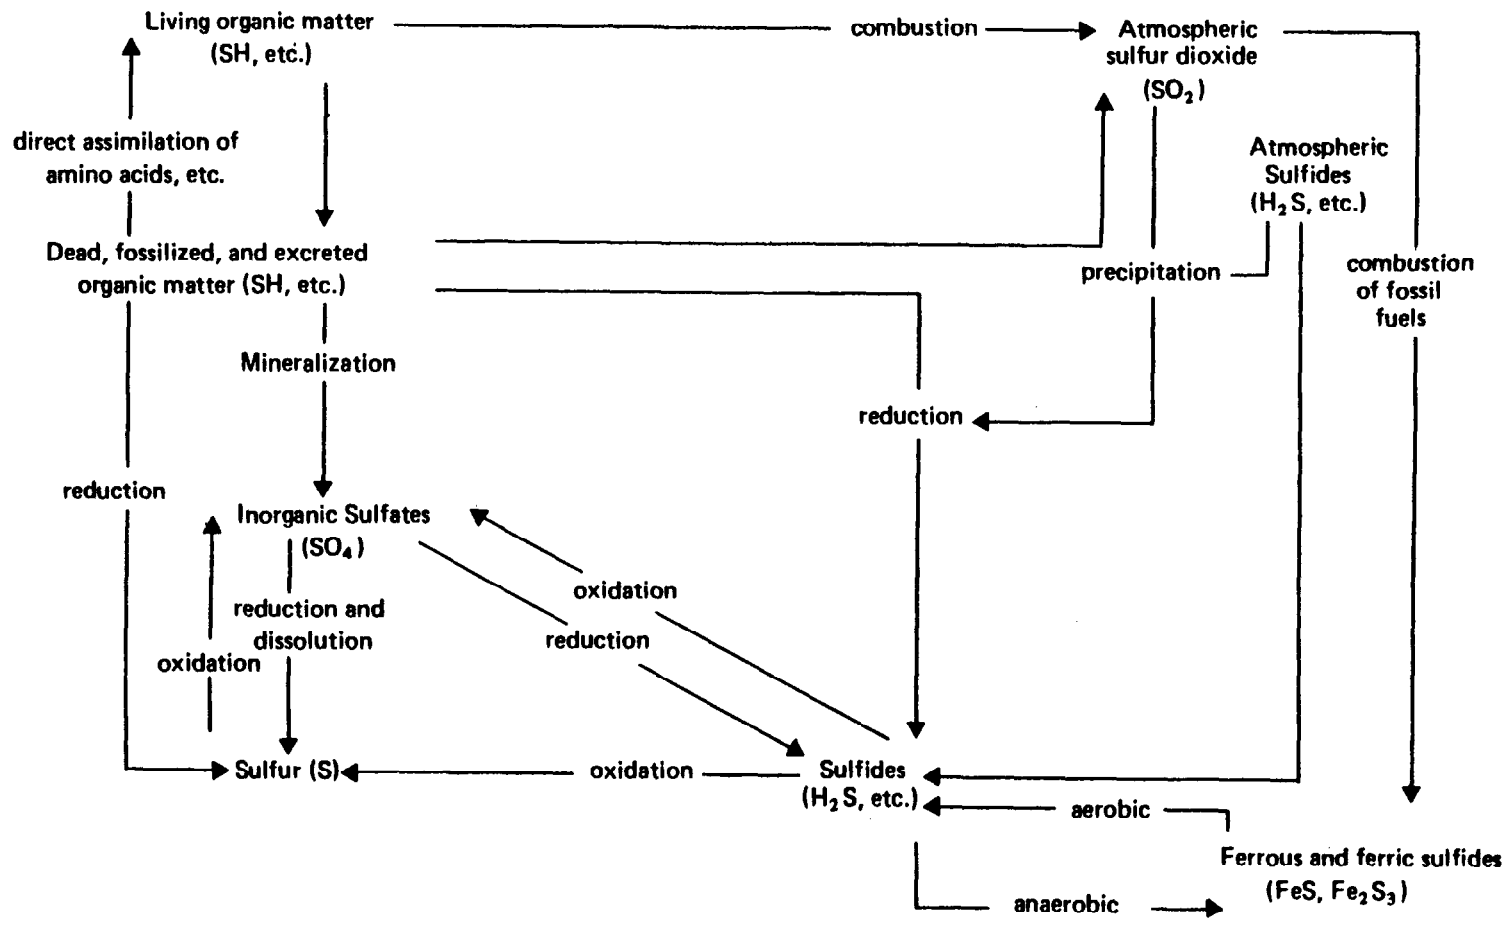 Living organic matter
(SH, etc.)
combustion
Atmospheric
sulfur dioxide
(SO₂)
direct assimilation of
amino acids, etc.
Atmospheric
Sulfides
(H₂S, etc.)
Dead, fossilized, and excreted
organic matter (SH, etc.)
precipitation
combustion
of fossil
fuels
Mineralization
reduction
reduction
Inorganic Sulfates
(SO₄)
oxidation
reduction and
dissolution
reduction
oxidation
Sulfur (S)
oxidation
Sulfides
(H₂S, etc.)
aerobic
Ferrous and ferric sulfides
(FeS, Fe₂S₃)
anaerobic